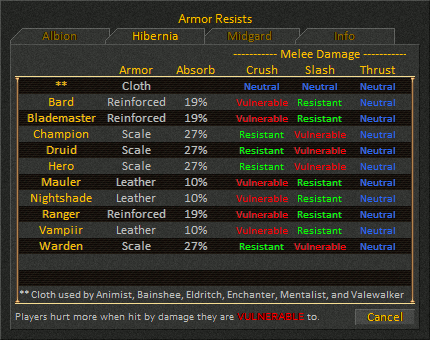 Armor Resists
Albion Hibernia Midgard Info
----------- Melee Damage -----------
Armor Absorb Crush Slash Thrust
** Cloth Neutral Neutral Neutral
Bard Reinforced 19% Vulnerable Resistant Neutral
Blademaster Reinforced 19% Vulnerable Resistant Neutral
Champion Scale 27% Resistant Vulnerable Neutral
Druid Scale 27% Resistant Vulnerable Neutral
Hero Scale 27% Resistant Vulnerable Neutral
Mauler Leather 10% Vulnerable Resistant Neutral
Nightshade Leather 10% Vulnerable Resistant Neutral
Ranger Reinforced 19% Vulnerable Resistant Neutral
Vampiir Leather 10% Vulnerable Resistant Neutral
Warden Scale 27% Resistant Vulnerable Neutral
** Cloth used by Animist, Bainshee, Eldritch, Enchanter, Mentalist, and Valewalker
Players hurt more when hit by damage they are VULNERABLE to.
Cancel